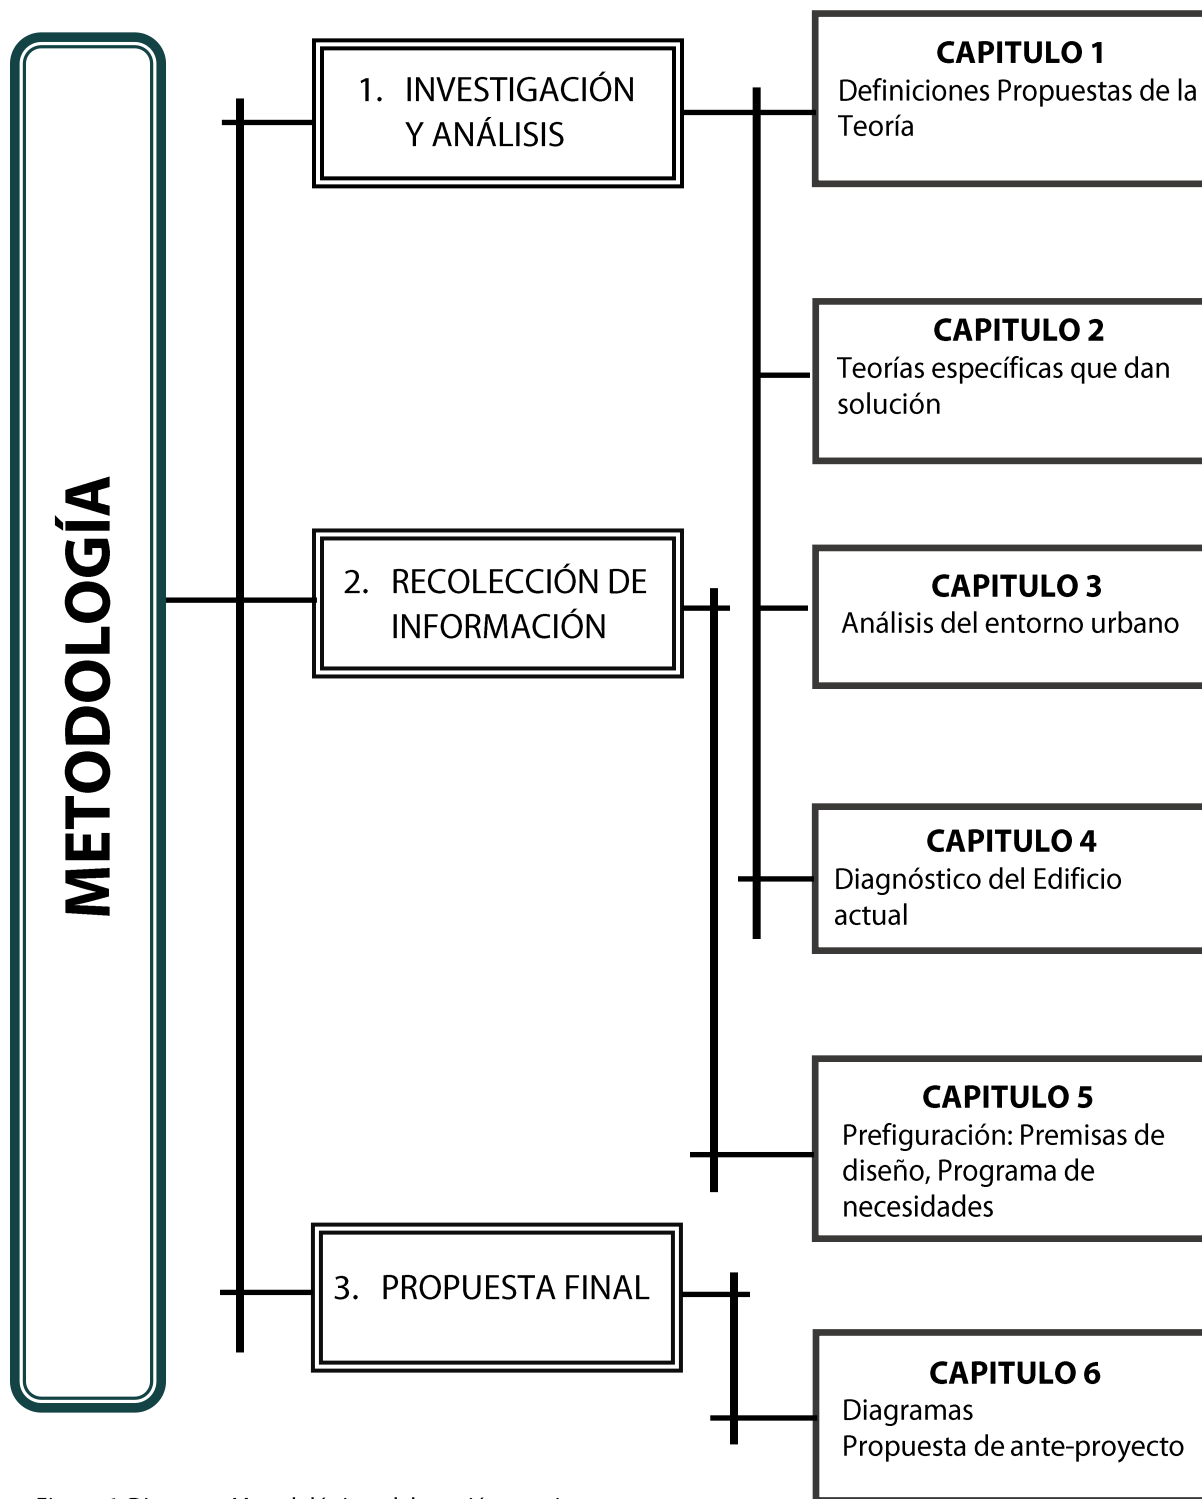 METODOLOGÍA
1. INVESTIGACIÓN
Y ANÁLISIS
CAPITULO 1
Definiciones Propuestas de la
Teoría
CAPITULO 2
Teorías específicas que dan
solución
2. RECOLECCIÓN DE
INFORMACIÓN
CAPITULO 3
Análisis del entorno urbano
CAPITULO 4
Diagnóstico del Edificio
actual
CAPITULO 5
Prefiguración: Premisas de
diseño, Programa de
necesidades
3. PROPUESTA FINAL
CAPITULO 6
Diagramas
Propuesta de ante-proyecto